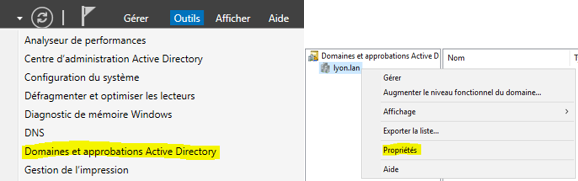 Gérer Outils Afficher Aide
Analyseur de performances
Centre d'administration Active Directory
Configuration du système
Défragmenter et optimiser les lecteurs
Diagnostic de mémoire Windows
DNS
Domaines et approbations Active Directory
Gestion de l'impression
Domaines et approbations Active D
lyon.lan
Nom
Gérer
Augmenter le niveau fonctionnel du domaine...
Affichage
Exporter la liste...
Propriétés
Aide